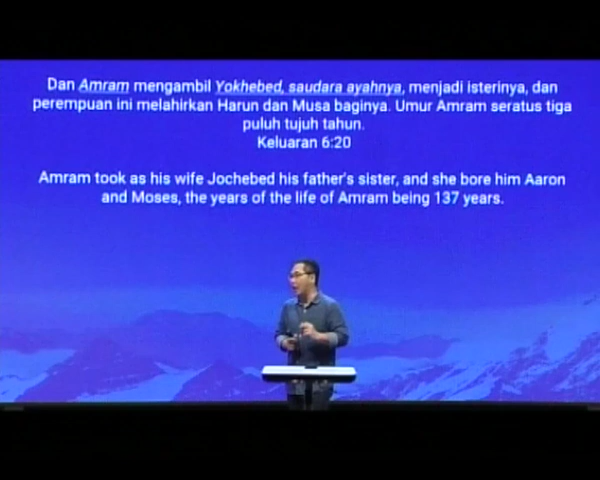 Dan Amram mengambil Yokhebed, saudara ayahnya, menjadi isterinya, dan
perempuan ini melahirkan Harun dan Musa baginya. Umur Amram seratus tiga
puluh tujuh tahun.
Keluaran 6:20
Amram took as his wife Jochebed his father's sister, and she bore him Aaron
and Moses, the years of the life of Amram being 137 years.